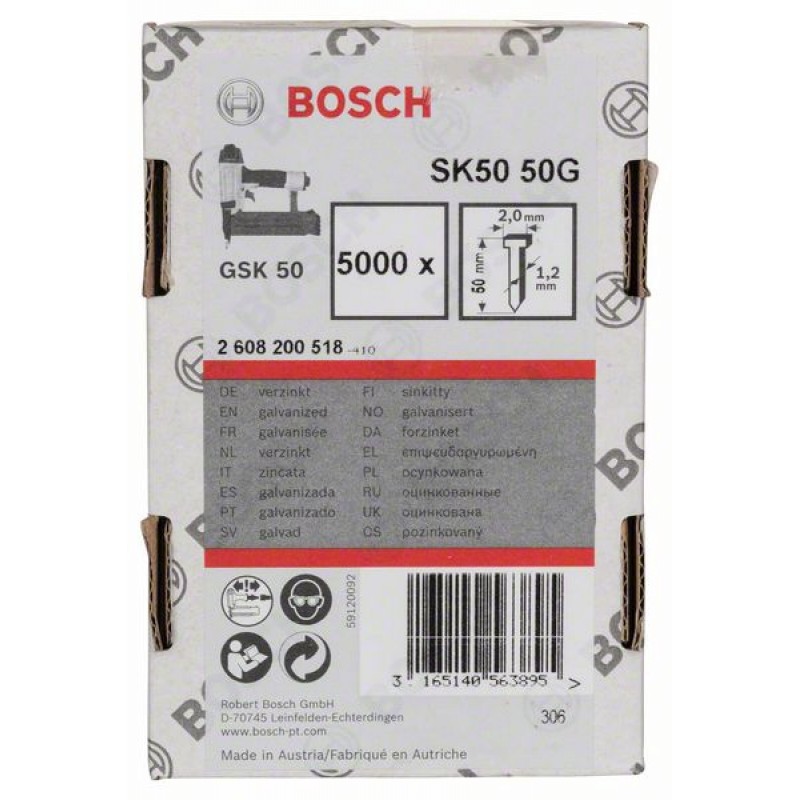 BOSCH
SK50 50G
GSK 50
5000 x
2,0 mm
50 mm
1,2 mm
2 608 200 518 -410
DE verzinkt FI sinkitty
EN galvanized NO galvanisert
FR galvanisée DA forzinket
NL verzinkt EL επιψευδαργυρωμένη
IT zincata PL ocynkowana
ES galvanizada RU оцинкованные
PT galvanizado UK оцинкована
SV galvad CS pozinkovaný
59120092
3 165140 563895 >
Robert Bosch GmbH
D-70745 Leinfelden-Echterdingen
www.bosch-pt.com
306
Made in Austria/Fabriqué en Autriche